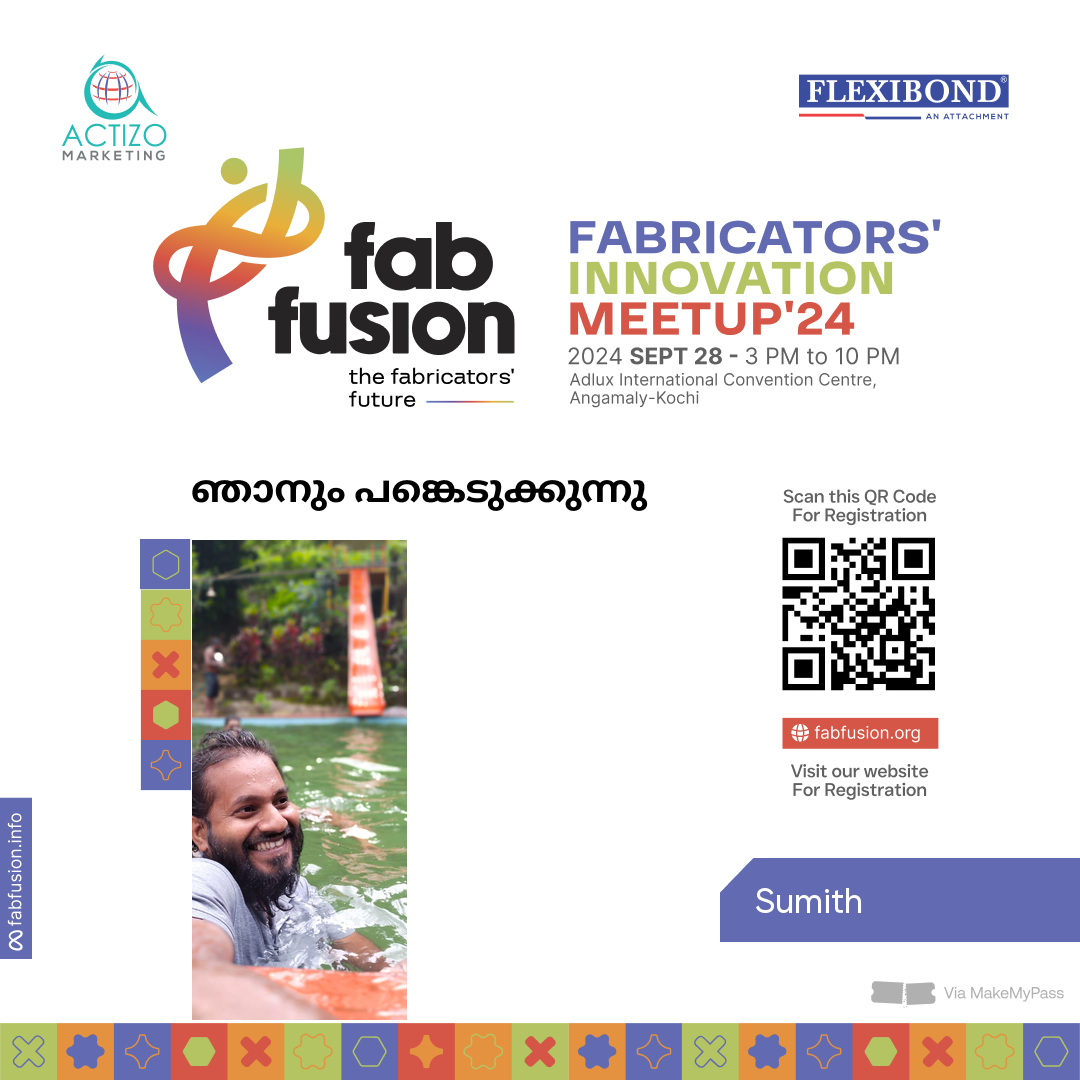 ACTIZO
MARKETING
FLEXIBOND®
AN ATTACHMENT
fab
fusion
the fabricators'
future
FABRICATORS'
INNOVATION
MEETUP'24
2024 SEPT 28 - 3 PM to 10 PM
Adlux International Convention Centre,
Angamaly-Kochi
ഞാനും പങ്കെടുക്കുന്നു
Scan this QR Code
For Registration
fabfusion.org
Visit our website
For Registration
fabfusion.info
Sumith
Via MakeMyPass